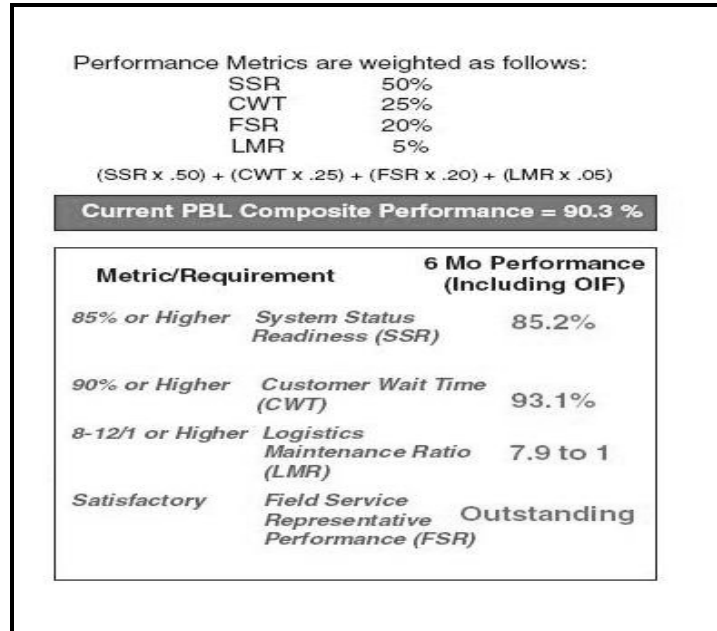 Performance Metrics are weighted as follows:
SSR 50%
CWT 25%
FSR 20%
LMR 5%
(SSR x .50) + (CWT x .25) + (FSR x .20) + (LMR x .05)
Current PBL Composite Performance = 90.3 %
Metric/Requirement 6 Mo Performance
(Including OIF)
85% or Higher System Status
Readiness (SSR) 85.2%
90% or Higher Customer Wait Time
(CWT) 93.1%
8-12/1 or Higher Logistics
Maintenance Ratio 7.9 to 1
(LMR)
Satisfactory Field Service
Representative Outstanding
Performance (FSR)